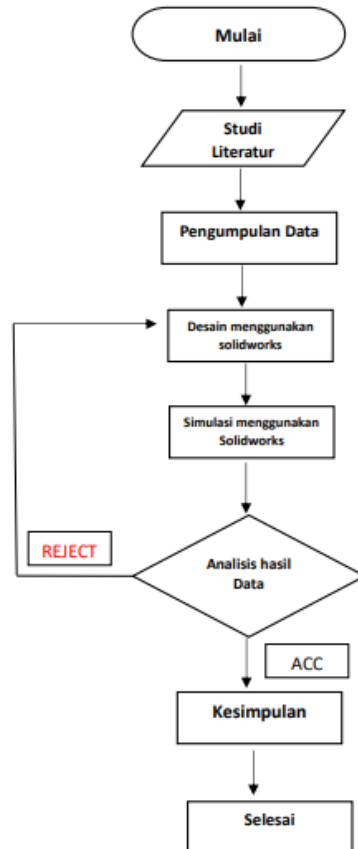 Mulai
Studi
Literatur
Pengumpulan Data
Desain menggunakan
solidworks
Simulasi menggunakan
Solidworks
Analisis hasil
Data
REJECT
ACC
Kesimpulan
Selesai